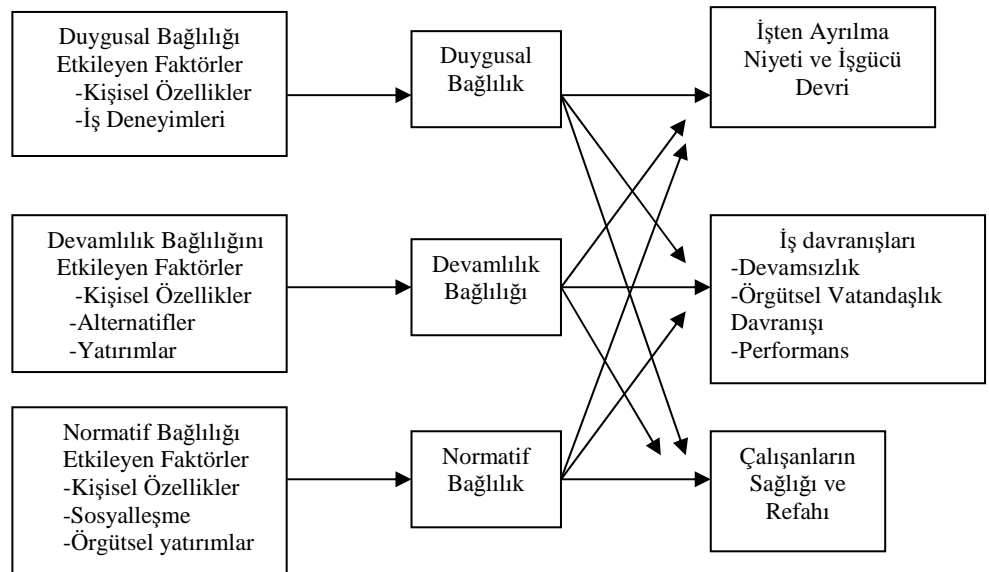 Duygusal Bağlılığı
Etkileyen Faktörler
-Kişisel Özellikler
-İş Deneyimleri
Duygusal
Bağlılık
İşten Ayrılma
Niyeti ve İşgücü
Devri
Devamlılık Bağlılığını
Etkileyen Faktörler
-Kişisel Özellikler
-Alternatifler
-Yatırımlar
Devamlılık
Bağlılığı
İş davranışları
-Devamsızlık
-Örgütsel Vatandaşlık
Davranışı
-Performans
Normatif Bağlılığı
Etkileyen Faktörler
-Kişisel Özellikler
-Sosyalleşme
-Örgütsel yatırımlar
Normatif
Bağlılık
Çalışanların
Sağlığı ve
Refahı